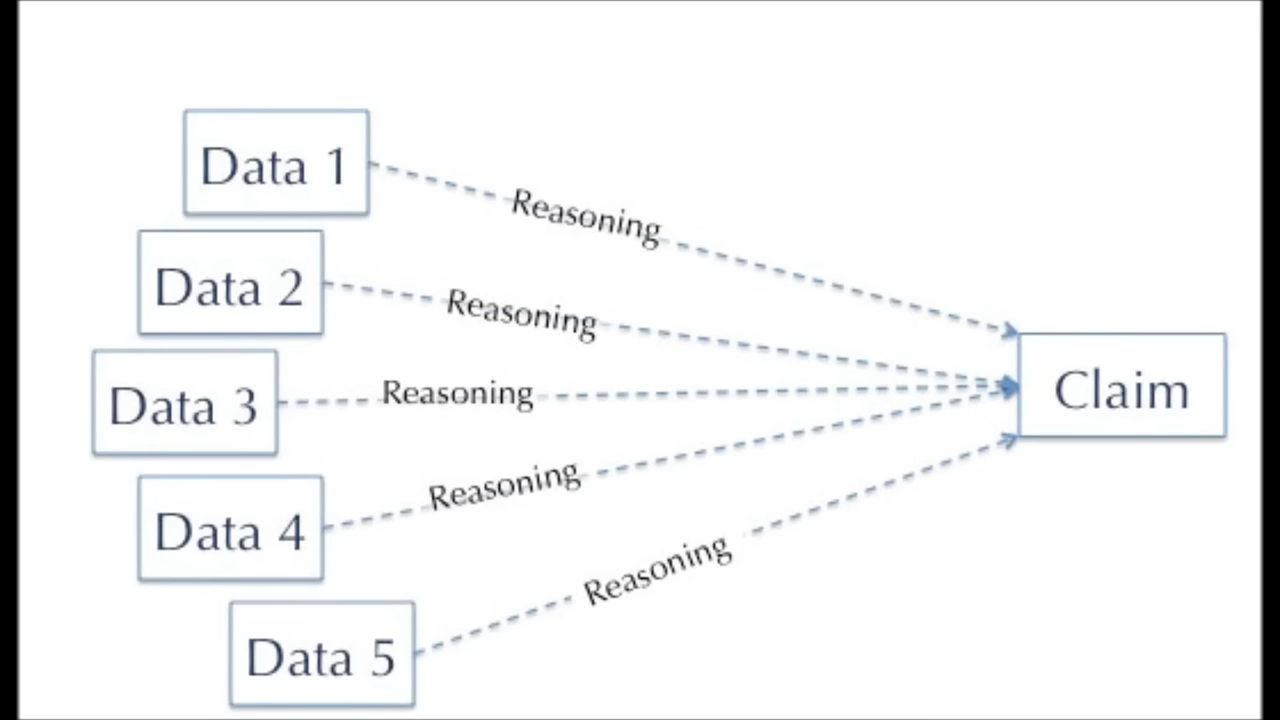 Data 1
Reasoning
Data 2
Reasoning
Data 3
Reasoning
Claim
Data 4
Reasoning
Data 5
Reasoning